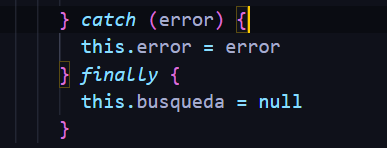 } catch (error) {
this.error = error
} finally {
this.busqueda = null
}